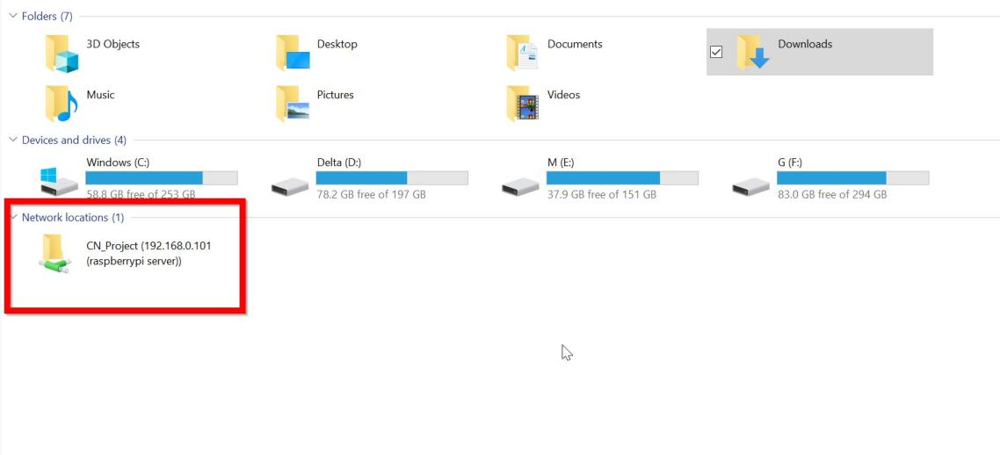 Folders (7)
3D Objects
Desktop
Documents
Downloads
Music
Pictures
Videos
Devices and drives (4)
Windows (C:)
58.8 GB free of 253 GB
Delta (D:)
78.2 GB free of 197 GB
M (E:)
37.9 GB free of 151 GB
G (F:)
83.0 GB free of 294 GB
Network locations (1)
CN_Project (192.168.0.101
(raspberrypi server))